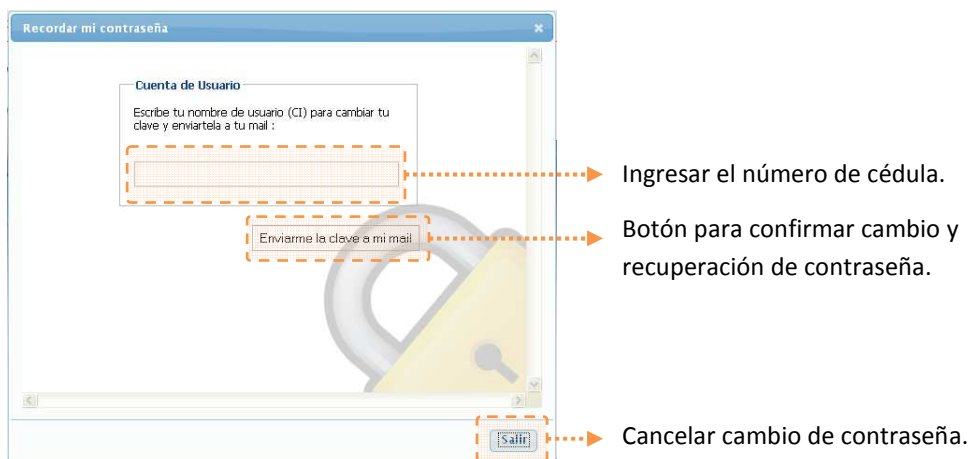 Recordar mi contraseña
Cuenta de Usuario
Escribe tu nombre de usuario (CI) para cambiar tu
clave y enviartela a tu mail :
Ingresar el número de cédula.
Enviarme la clave a mi mail
Botón para confirmar cambio y
recuperación de contraseña.
Salir
Cancelar cambio de contraseña.